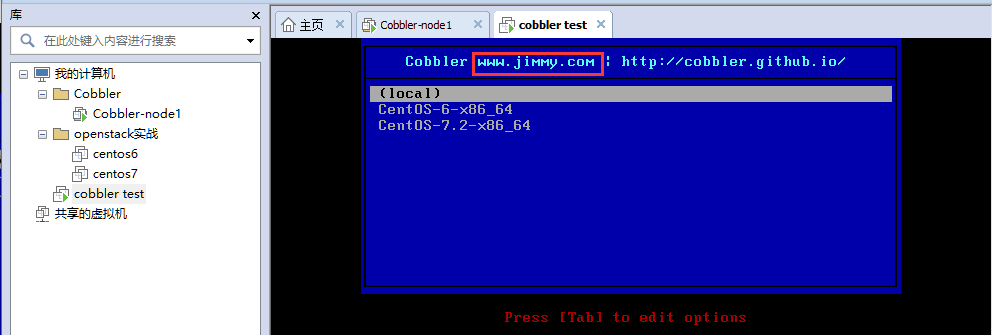 库
在此处键入内容进行搜索
我的计算机
Cobbler
Cobbler-node1
openstack实战
centos6
centos7
cobbler test
共享的虚拟机
主页
Cobbler-node1
cobbler test
Cobbler www.jimmy.com ¦ http://cobbler.github.io/
(local)
CentOS-6-x86_64
CentOS-7.2-x86_64
Press [Tab] to edit options